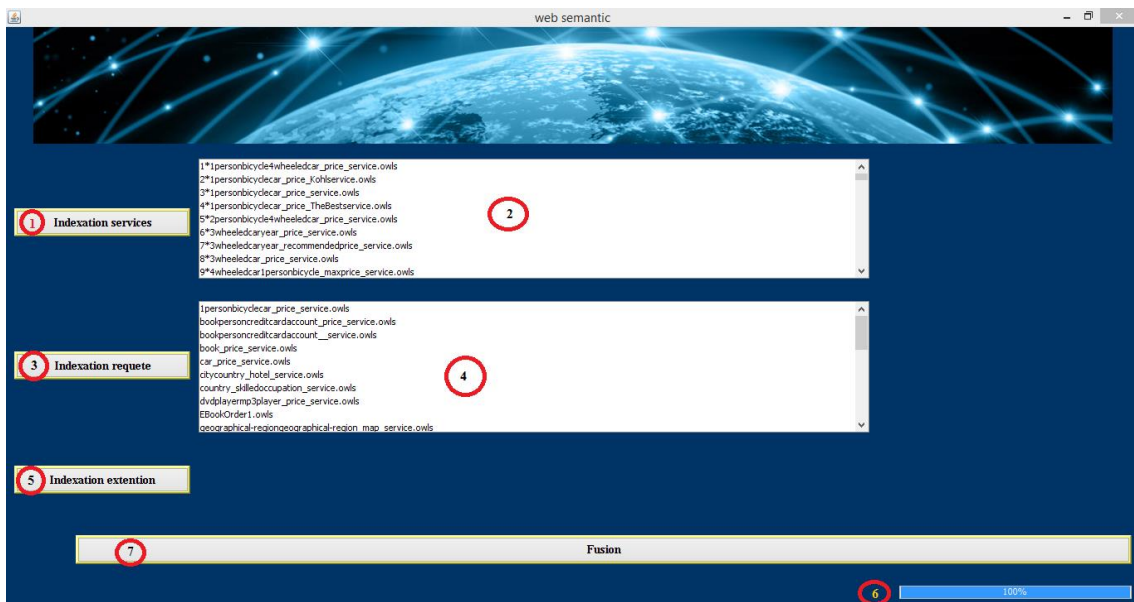 web semantic
1*1personbicycle4wheeledcar_price_service.owls
2*1personbicyclecar_price_Kohlservice.owls
3*1personbicyclecar_price_service.owls
4*1personbicyclecar_price_TheBestservice.owls
5*2personbicycle4wheeledcar_price_service.owls
6*3wheeledcaryear_price_service.owls
7*3wheeledcaryear_recommendedprice_service.owls
8*3wheeledcar_price_service.owls
9*4wheeledcar1personbicycle_maxprice_service.owls
2
1 Indexation services
1personbicyclecar_price_service.owls
bookpersoncreditcardaccount_price_service.owls
bookpersoncreditcardaccount__service.owls
book_price_service.owls
car_price_service.owls
citycountry_hotel_service.owls
country_skilledoccupation_service.owls
dvdplayermp3player_price_service.owls
EBookOrder1.owls
geographical-regiongeographical-region_map_service.owls
3 Indexation requete
4
5 Indexation extention
7 Fusion
6 100%